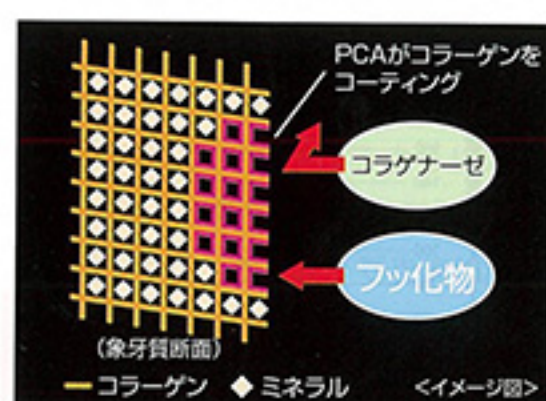 PCAがコラーゲンを
コーティング
コラゲナーゼ
フッ化物
(象牙質断面)
コラーゲン ミネラル <イメージ図>